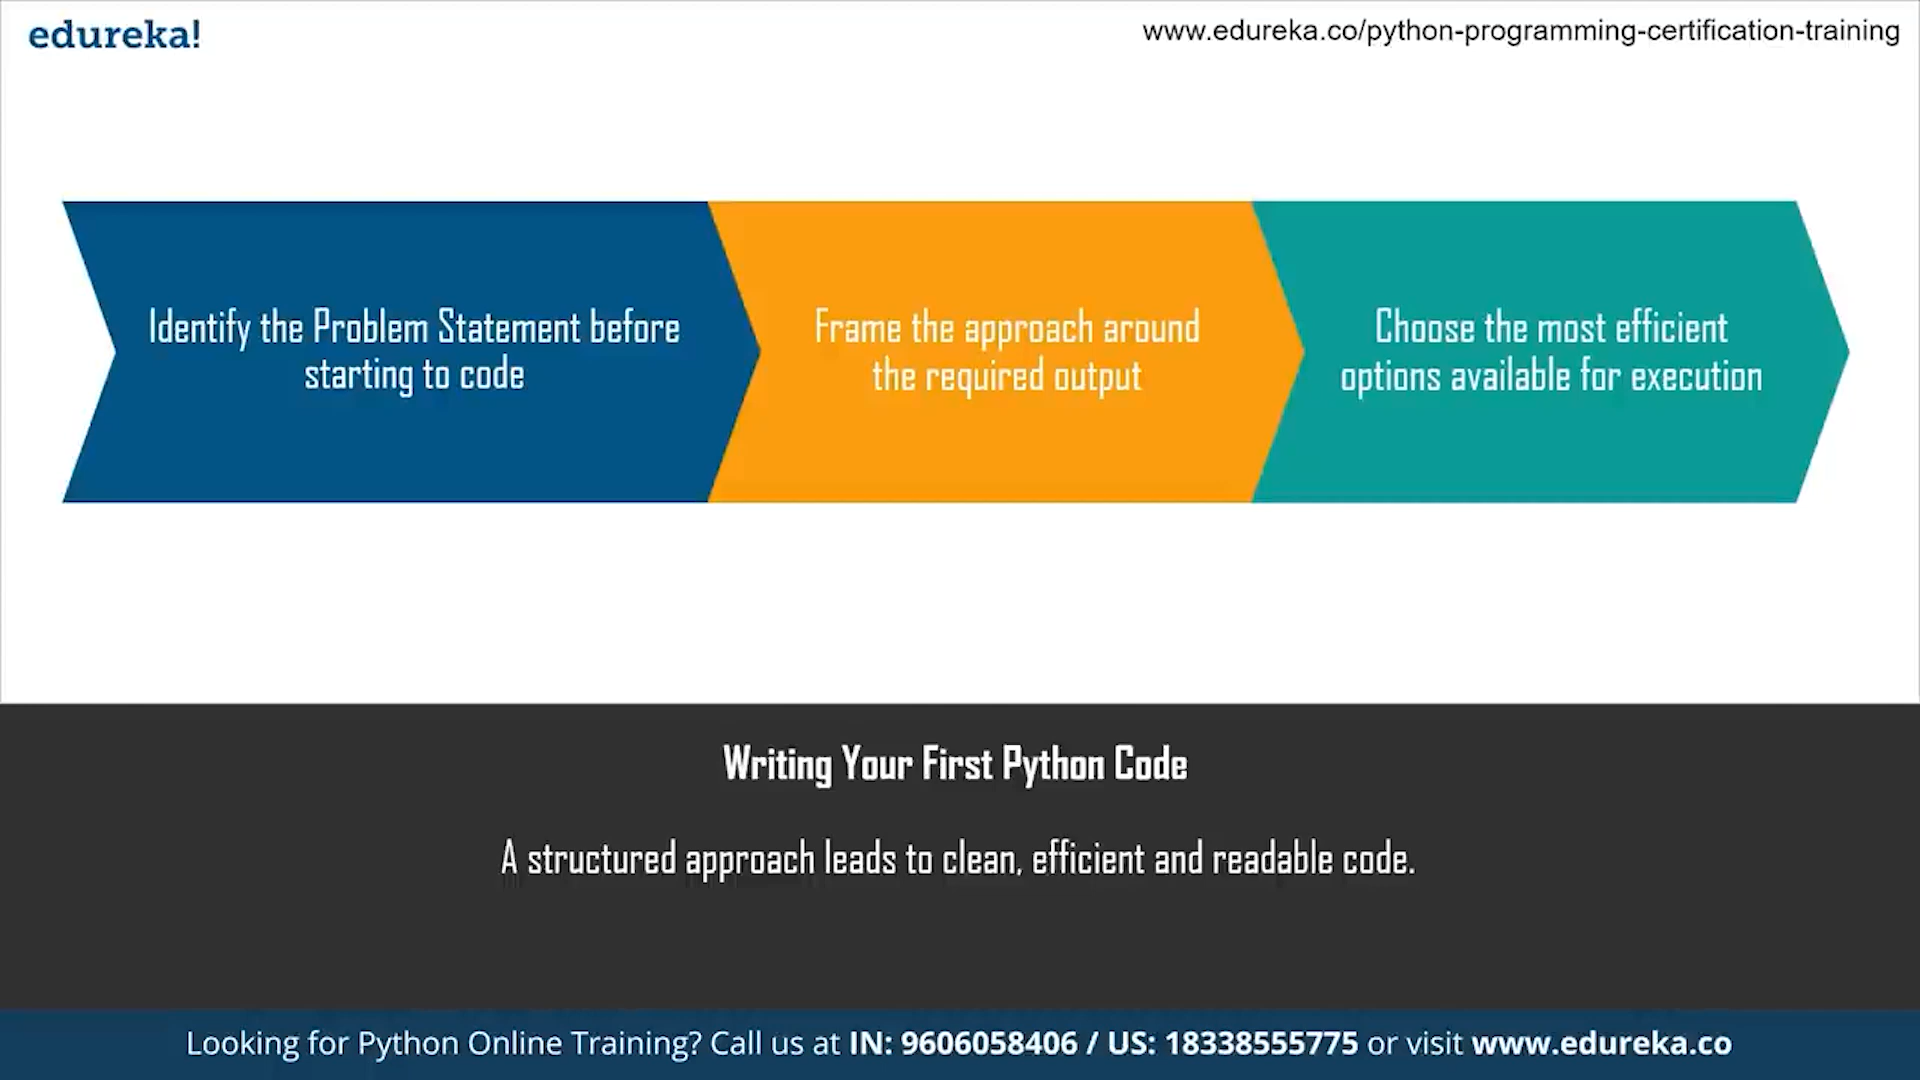 edureka!
www.edureka.co/python-programming-certification-training
Identify the Problem Statement before
starting to code
Frame the approach around
the required output
Choose the most efficient
options available for execution
Writing Your First Python Code
A structured approach leads to clean, efficient and readable code.
Looking for Python Online Training? Call us at IN: 9606058406 / US: 18338555775 or visit www.edureka.co